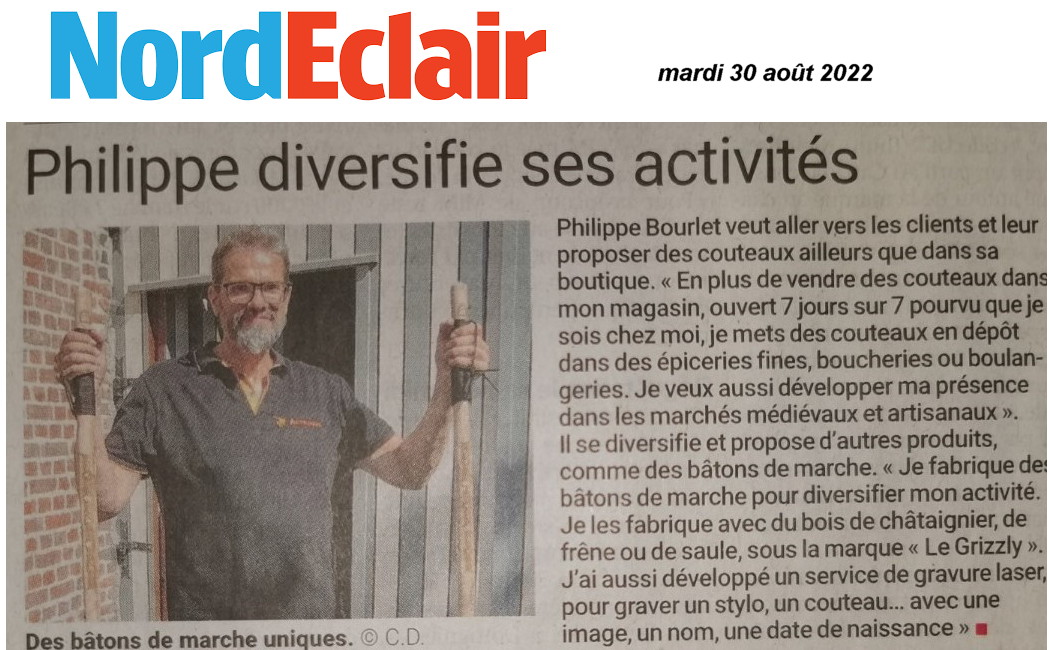 NordEclair
mardi 30 août 2022
Philippe diversifie ses activités
Philippe Bourlet veut aller vers les clients et leur
proposer des couteaux ailleurs que dans sa
boutique. « En plus de vendre des couteaux dans
mon magasin, ouvert 7 jours sur 7 pourvu que je
sois chez moi, je mets des couteaux en dépôt
dans des épiceries fines, boucheries ou boulan-
geries. Je veux aussi développer ma présence
dans les marchés médiévaux et artisanaux ».
Il se diversifie et propose d'autres produits,
comme des bâtons de marche. « Je fabrique des
bâtons de marche pour diversifier mon activité.
Je les fabrique avec du bois de châtaignier, de
frêne ou de saule, sous la marque « Le Grizzly ».
J'ai aussi développé un service de gravure laser,
pour graver un stylo, un couteau... avec une
image, un nom, une date de naissance »
Des bâtons de marche uniques. © C.D.